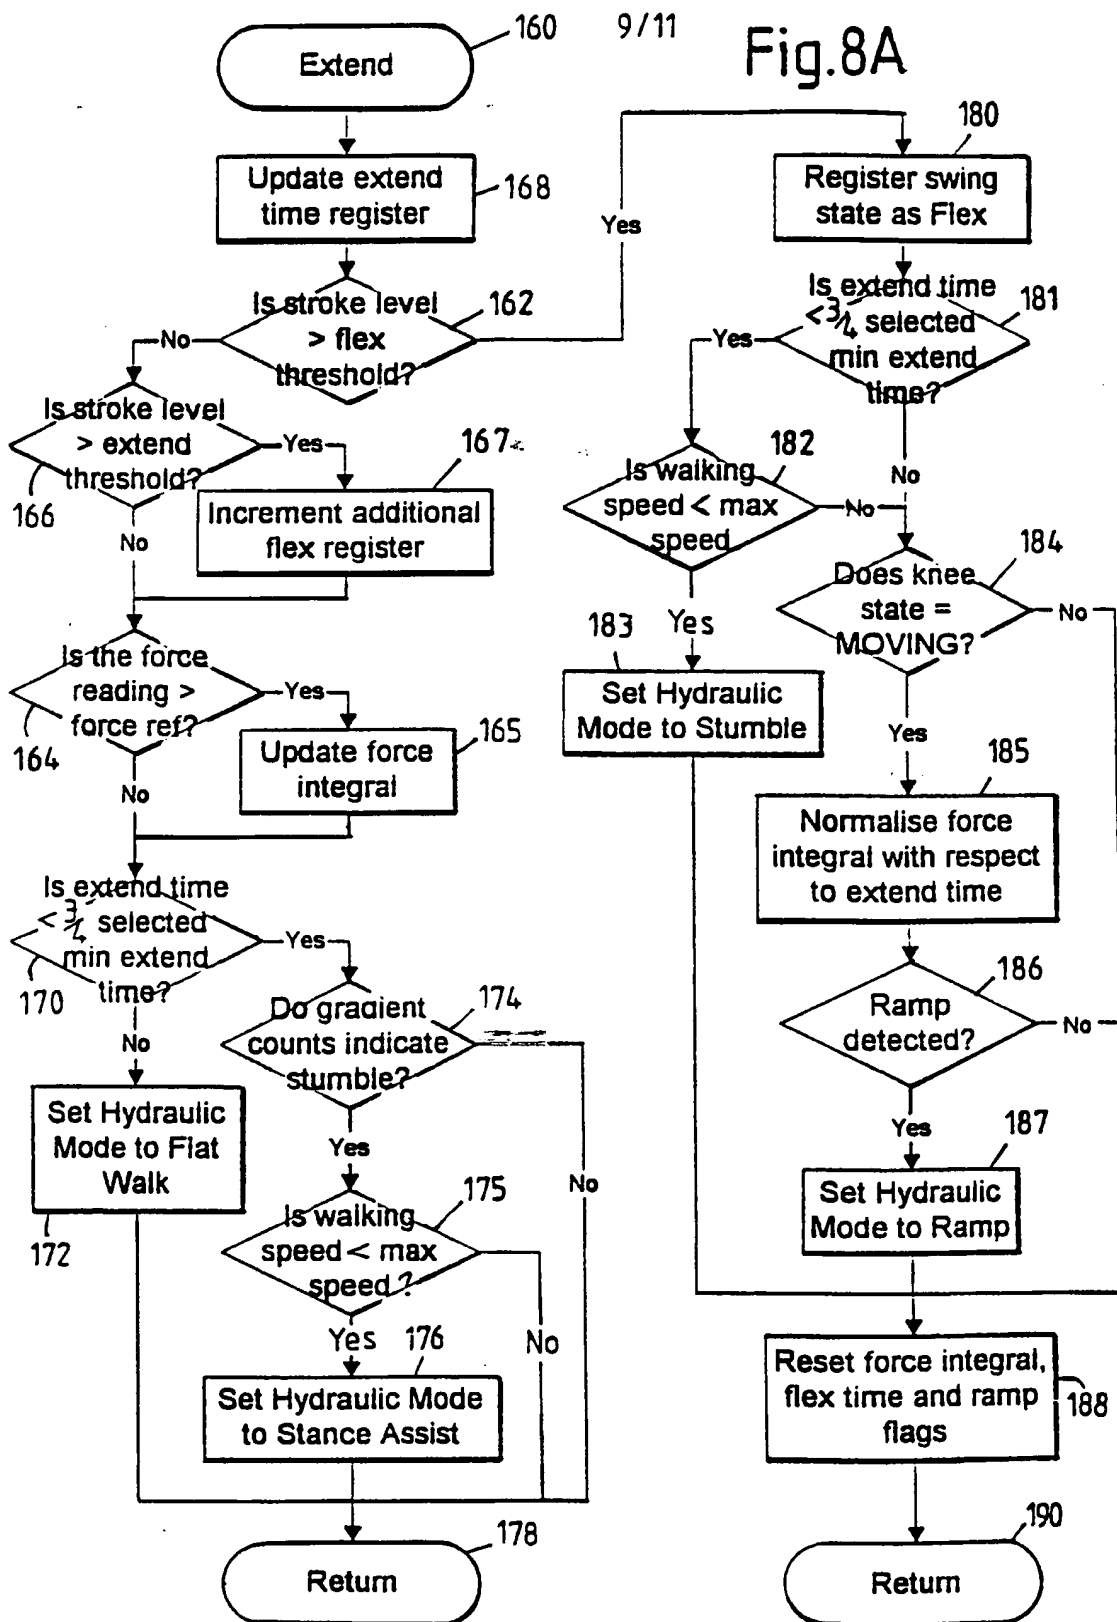 160
9/11
Fig.8A
Extend
Update extend
time register
168
Is stroke level
> flex
threshold?
162
No
Yes
Is stroke level
> extend
threshold?
166
Yes
167
Increment additional
flex register
No
Is the force
reading >
force ref?
164
Yes
165
Update force
integral
No
Is extend time
< 3/4 selected
min extend
time?
170
Yes
No
Set Hydraulic
Mode to Flat
Walk
172
Do gradient
counts indicate
stumble?
174
Yes
No
Is walking
speed < max
speed ?
175
Yes
No
176
Set Hydraulic Mode
to Stance Assist
178
Return
180
Register swing
state as Flex
Is extend time
< 3/4 selected
min extend
time?
181
Yes
No
Is walking
speed < max
speed
182
No
Yes
183
Set Hydraulic
Mode to Stumble
Does knee
state =
MOVING?
184
No
Yes
185
Normalise force
integral with respect
to extend time
186
Ramp
detected?
No
Yes
187
Set Hydraulic
Mode to Ramp
Reset force integral,
flex time and ramp
flags
188
190
Return